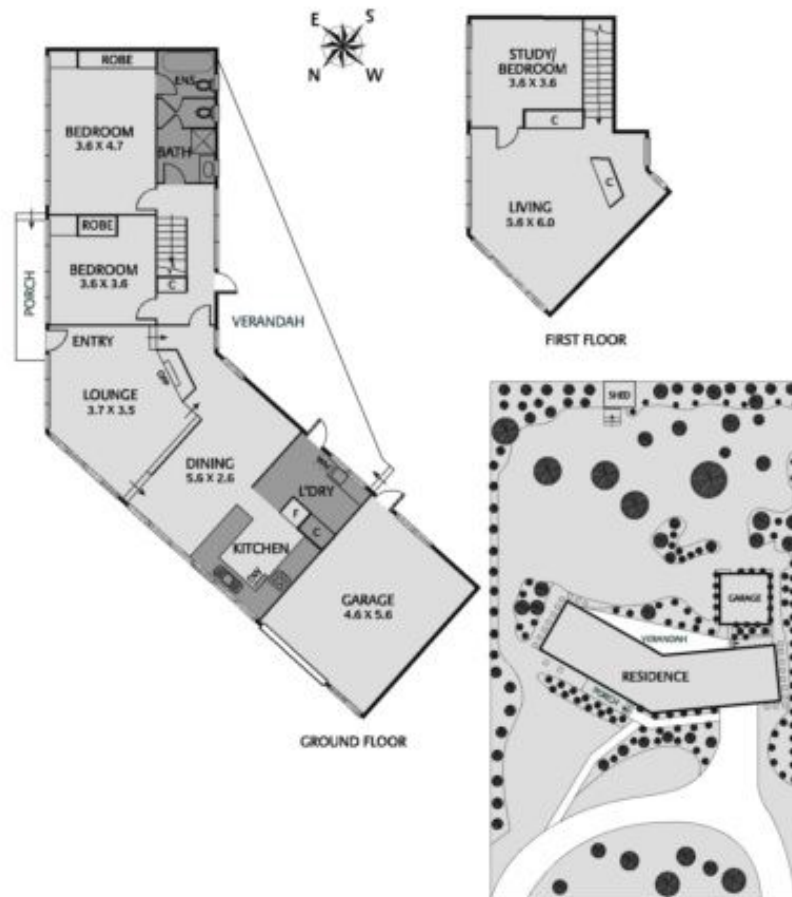 E
S
N
W
ROBE
ENS
BEDROOM
3.6 X 4.7
BATH
ROBE
BEDROOM
3.6 X 3.6
C
PORCH
VERANDAH
ENTRY
LOUNGE
3.7 X 3.5
DINING
5.6 X 2.6
L'DRY
F
C
KITCHEN
GARAGE
4.6 X 5.6
GROUND FLOOR
STUDY/
BEDROOM
3.6 X 3.6
C
C
LIVING
5.6 X 6.0
FIRST FLOOR
SHED
GARAGE
VERANDAH
RESIDENCE
PORCH